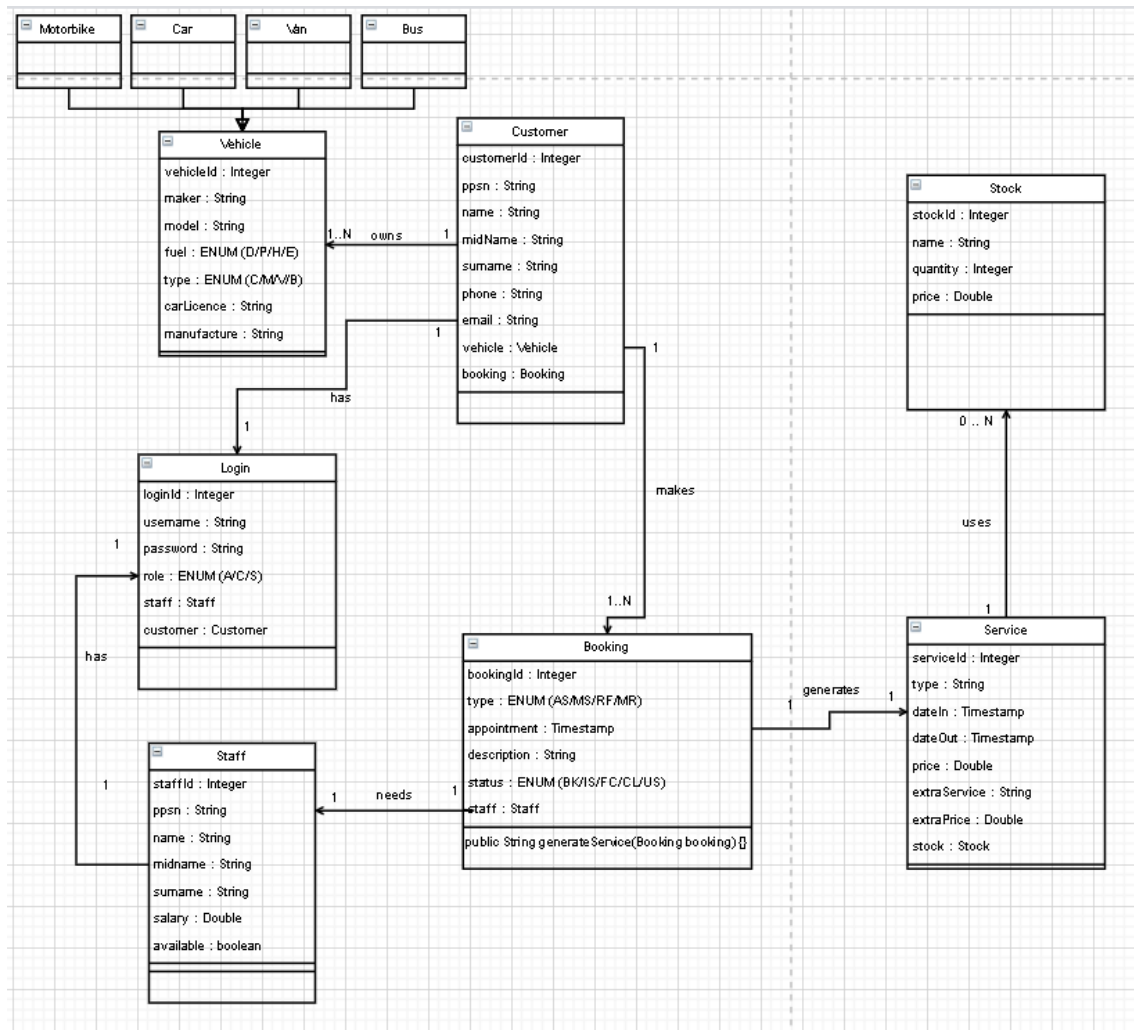 Motorbike
Car
Van
Bus
Vehicle
vehicleId : Integer
maker : String
model : String
fuel : ENUM (D/P/H/E)
type : ENUM (C/M/V/B)
carLicence : String
manufacture : String
Customer
customerId : Integer
ppsn : String
name : String
midName : String
surname : String
phone : String
email : String
vehicle : Vehicle
booking : Booking
1..N
owns
1
1
has
1
1
makes
1..N
Stock
stockId : Integer
name : String
quantity : Integer
price : Double
0 .. N
uses
1
Login
loginId : Integer
username : String
password : String
role : ENUM (A/C/S)
staff : Staff
customer : Customer
1
has
1
Booking
bookingId : Integer
type : ENUM (AS/MS/RF/MR)
appointment : Timestamp
description : String
status : ENUM (BK/IS/FC/CL/US)
staff : Staff
public String generateService(Booking booking) {}
generates
1
1
Service
serviceId : Integer
type : String
dateIn : Timestamp
dateOut : Timestamp
price : Double
extraService : String
extraPrice : Double
stock : Stock
Staff
staffId : Integer
ppsn : String
name : String
midname : String
surname : String
salary : Double
available : boolean
1
needs
1